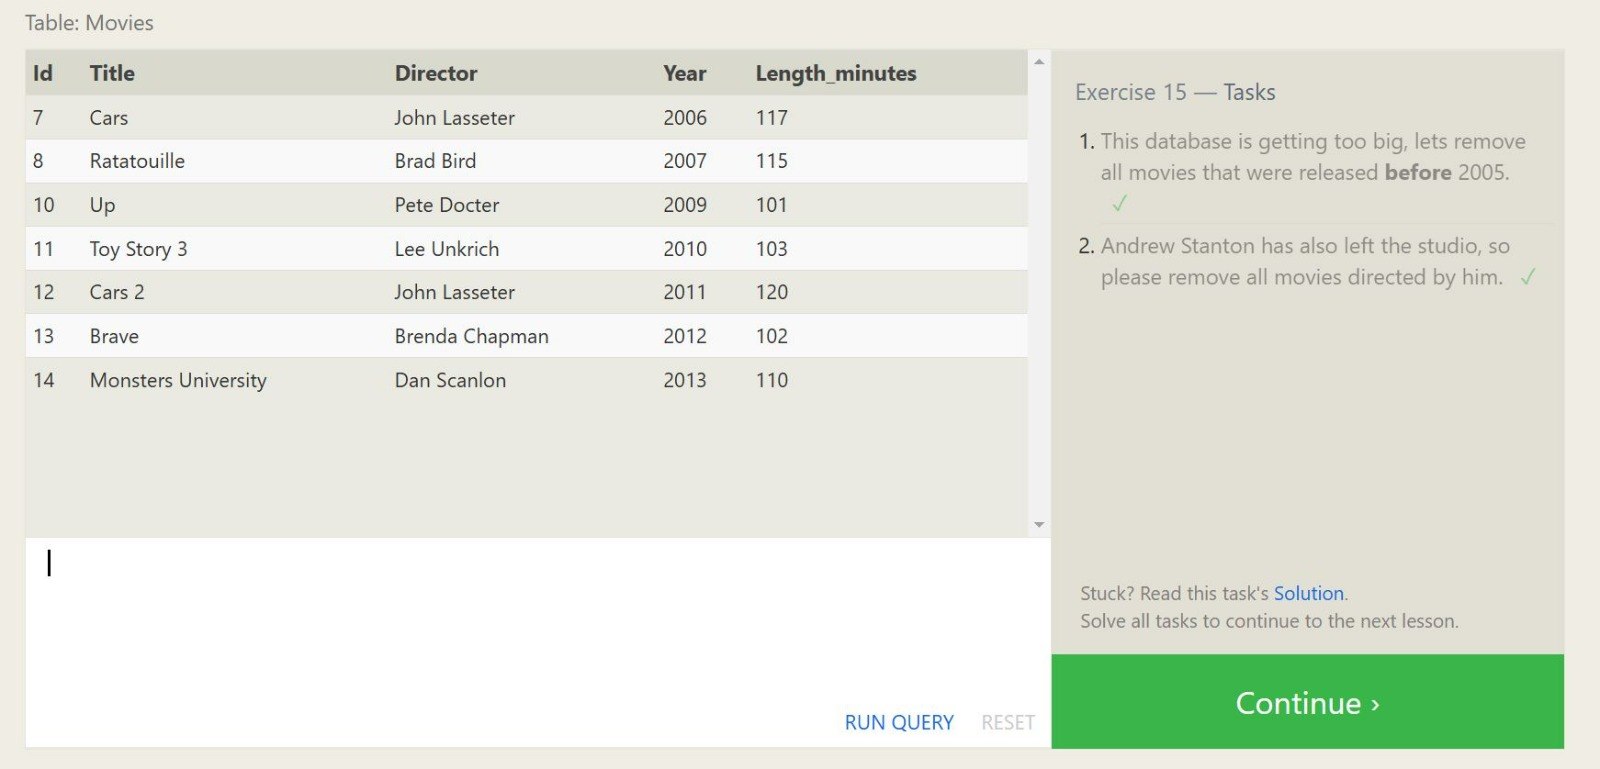 Table: Movies
Id Title Director Year Length_minutes
7 Cars John Lasseter 2006 117
8 Ratatouille Brad Bird 2007 115
10 Up Pete Docter 2009 101
11 Toy Story 3 Lee Unkrich 2010 103
12 Cars 2 John Lasseter 2011 120
13 Brave Brenda Chapman 2012 102
14 Monsters University Dan Scanlon 2013 110
RUN QUERY RESET
Exercise 15 — Tasks
1. This database is getting too big, lets remove
all movies that were released before 2005.
✓
2. Andrew Stanton has also left the studio, so
please remove all movies directed by him. ✓
Stuck? Read this task's Solution.
Solve all tasks to continue to the next lesson.
Continue ›